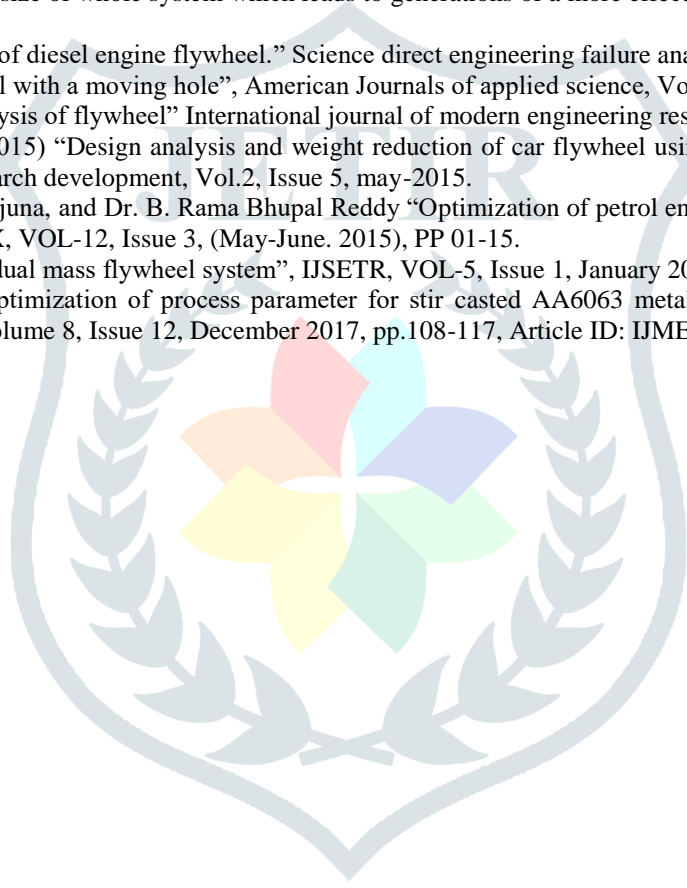 size of whole system which leads to generations of a more effect
of diesel engine flywheel.” Science direct engineering failure ana
l with a moving hole”, American Journals of applied science, Vo
ysis of flywheel” International journal of modern engineering res
015) “Design analysis and weight reduction of car flywheel usin
arch development, Vol.2, Issue 5, may-2015.
juna, and Dr. B. Rama Bhupal Reddy “Optimization of petrol en
X, VOL-12, Issue 3, (May-June. 2015), PP 01-15.
dual mass flywheel system”, IJSETR, VOL-5, Issue 1, January 20
ptimization of process parameter for stir casted AA6063 metal
olume 8, Issue 12, December 2017, pp.108-117, Article ID: IJME
JETIR